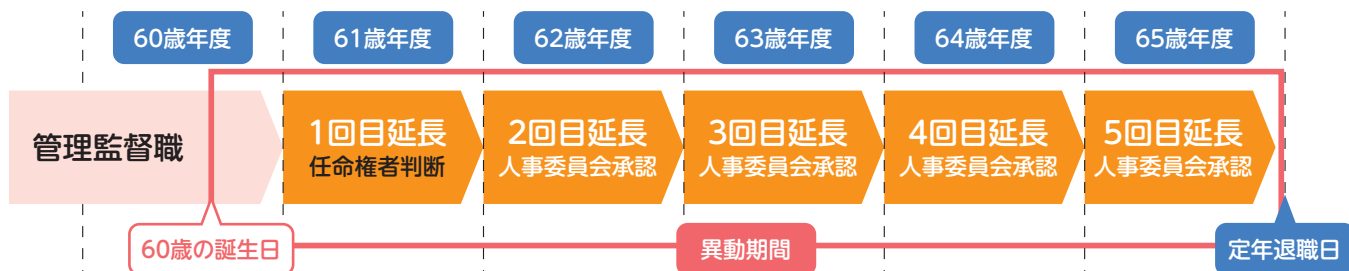 60歳年度
61歳年度
62歳年度
63歳年度
64歳年度
65歳年度
管理監督職
1回目延長
任命権者判断
2回目延長
人事委員会承認
3回目延長
人事委員会承認
4回目延長
人事委員会承認
5回目延長
人事委員会承認
60歳の誕生日
異動期間
定年退職日